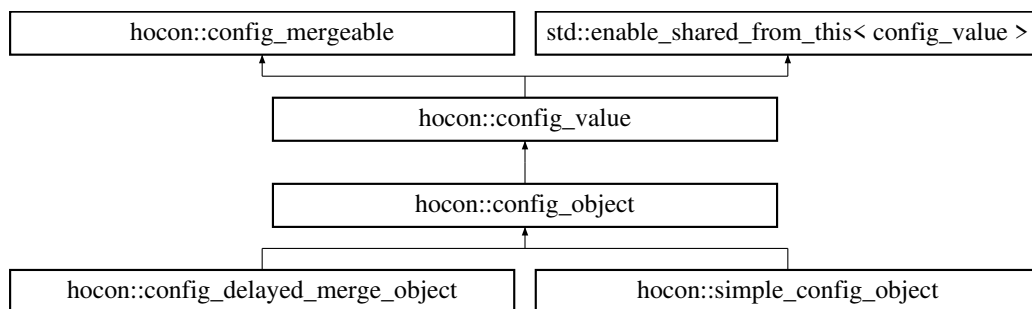 hocon::config_mergeable
std::enable_shared_from_this< config_value >
hocon::config_value
hocon::config_object
hocon::config_delayed_merge_object
hocon::simple_config_object